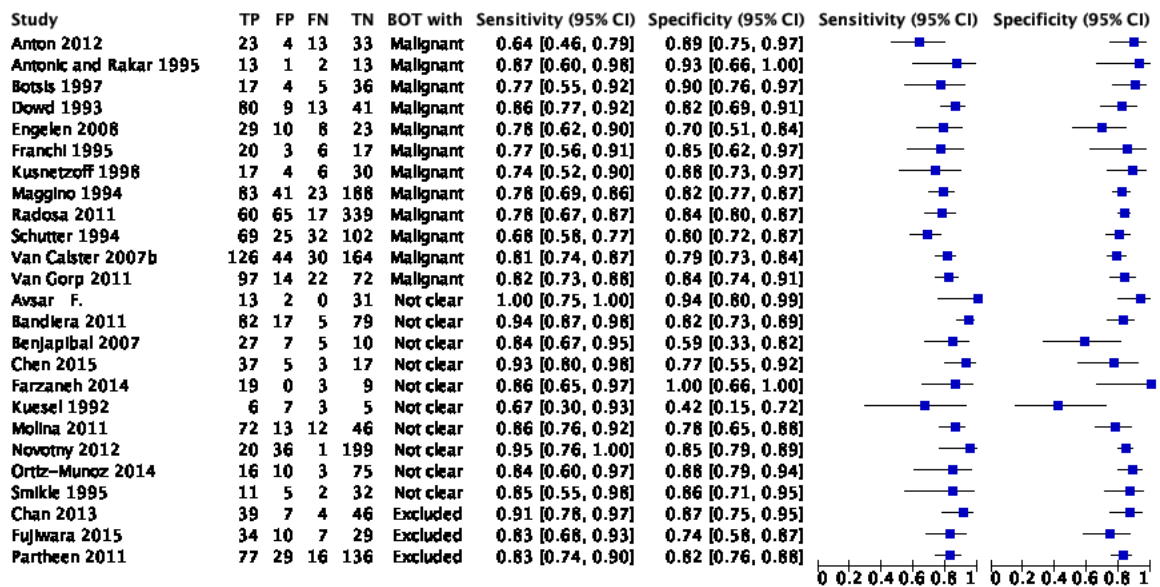 Study TP FP FN TN BOT with Sensitivity (95% CI) Specificity (95% CI) Sensitivity (95% CI) Specificity (95% CI)
Anton 2012 23 4 13 33 Malignant 0.64 [0.46, 0.79] 0.89 [0.75, 0.97]
Antonic and Rakar 1995 13 1 2 13 Malignant 0.87 [0.60, 0.98] 0.93 [0.66, 1.00]
Botsis 1997 17 4 5 36 Malignant 0.77 [0.55, 0.92] 0.90 [0.76, 0.97]
Dowd 1993 80 9 13 41 Malignant 0.86 [0.77, 0.92] 0.82 [0.69, 0.91]
Engelen 2008 29 10 8 23 Malignant 0.78 [0.62, 0.90] 0.70 [0.51, 0.84]
Franchi 1995 20 3 6 17 Malignant 0.77 [0.56, 0.91] 0.85 [0.62, 0.97]
Kusnetzoff 1998 17 4 6 30 Malignant 0.74 [0.52, 0.90] 0.88 [0.73, 0.97]
Maggino 1994 83 41 23 188 Malignant 0.78 [0.69, 0.86] 0.82 [0.77, 0.87]
Radosa 2011 60 65 17 339 Malignant 0.78 [0.67, 0.87] 0.84 [0.80, 0.87]
Schutter 1994 69 25 32 102 Malignant 0.68 [0.58, 0.77] 0.80 [0.72, 0.87]
Van Calster 2007b 126 44 30 164 Malignant 0.81 [0.74, 0.87] 0.79 [0.73, 0.84]
Van Gorp 2011 97 14 22 72 Malignant 0.82 [0.73, 0.88] 0.84 [0.74, 0.91]
Avsar F. 13 2 0 31 Not clear 1.00 [0.75, 1.00] 0.94 [0.80, 0.99]
Bandiera 2011 82 17 5 79 Not clear 0.94 [0.87, 0.98] 0.82 [0.73, 0.89]
Benjapibal 2007 27 7 5 10 Not clear 0.84 [0.67, 0.95] 0.59 [0.33, 0.82]
Chen 2015 37 5 3 17 Not clear 0.93 [0.80, 0.98] 0.77 [0.55, 0.92]
Farzaneh 2014 19 0 3 9 Not clear 0.86 [0.65, 0.97] 1.00 [0.66, 1.00]
Kuesel 1992 6 7 3 5 Not clear 0.67 [0.30, 0.93] 0.42 [0.15, 0.72]
Molina 2011 72 13 12 46 Not clear 0.86 [0.76, 0.92] 0.78 [0.65, 0.88]
Novotny 2012 20 36 1 199 Not clear 0.95 [0.76, 1.00] 0.85 [0.79, 0.89]
Ortiz-Munoz 2014 16 10 3 75 Not clear 0.84 [0.60, 0.97] 0.88 [0.79, 0.94]
Smikle 1995 11 5 2 32 Not clear 0.85 [0.55, 0.98] 0.86 [0.71, 0.95]
Chan 2013 39 7 4 46 Excluded 0.91 [0.78, 0.97] 0.87 [0.75, 0.95]
Fujiwara 2015 34 10 7 29 Excluded 0.83 [0.68, 0.93] 0.74 [0.58, 0.87]
Partheen 2011 77 29 16 136 Excluded 0.83 [0.74, 0.90] 0.82 [0.76, 0.88]
0 0.2 0.4 0.6 0.8 1 0 0.2 0.4 0.6 0.8 1